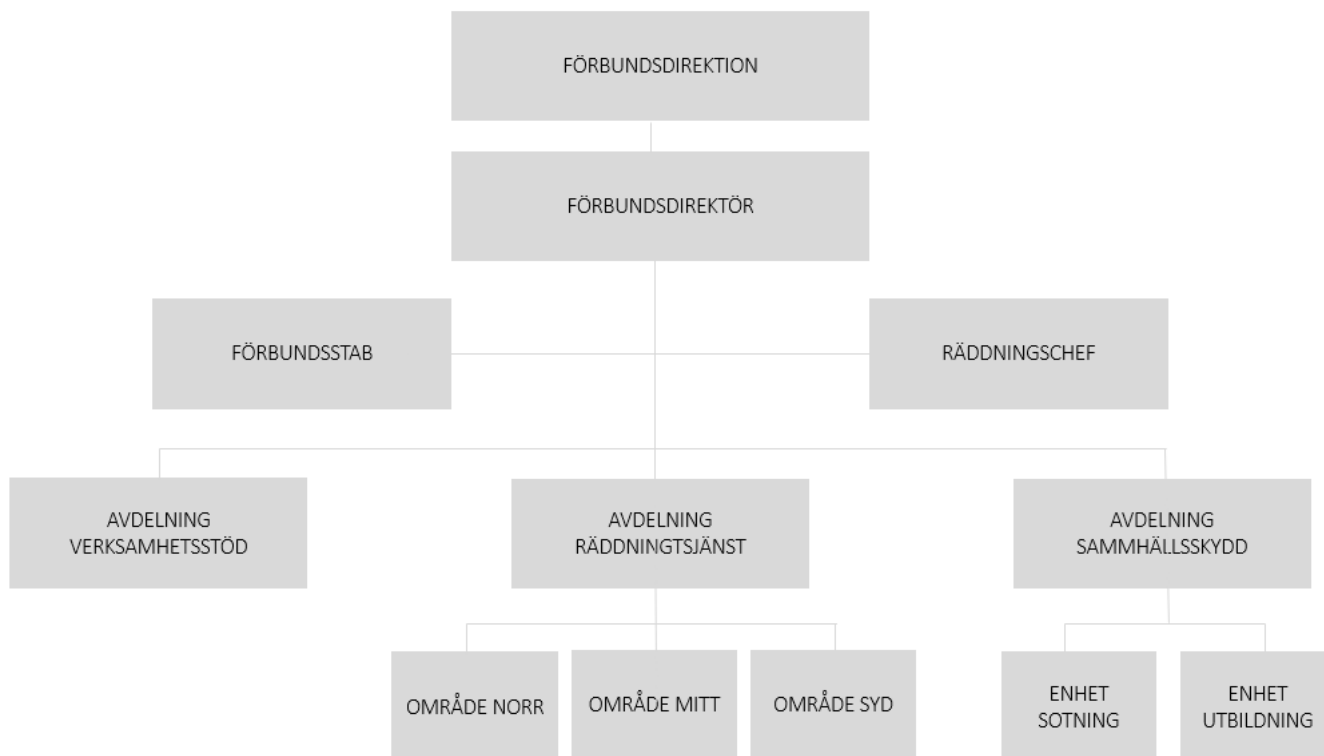 FÖRBUNDSDIREKTION
FÖRBUNDSDIREKTÖR
FÖRBUNDSSTAB
RÄDDNINGSCHEF
AVDELNING
VERKSAMHETSSTÖD
AVDELNING
RÄDDNINGTSJÄNST
AVDELNING
SAMMHÄLLSSKYDD
OMRÅDE NORR
OMRÅDE MITT
OMRÅDE SYD
ENHET
SOTNING
ENHET
UTBILDNING